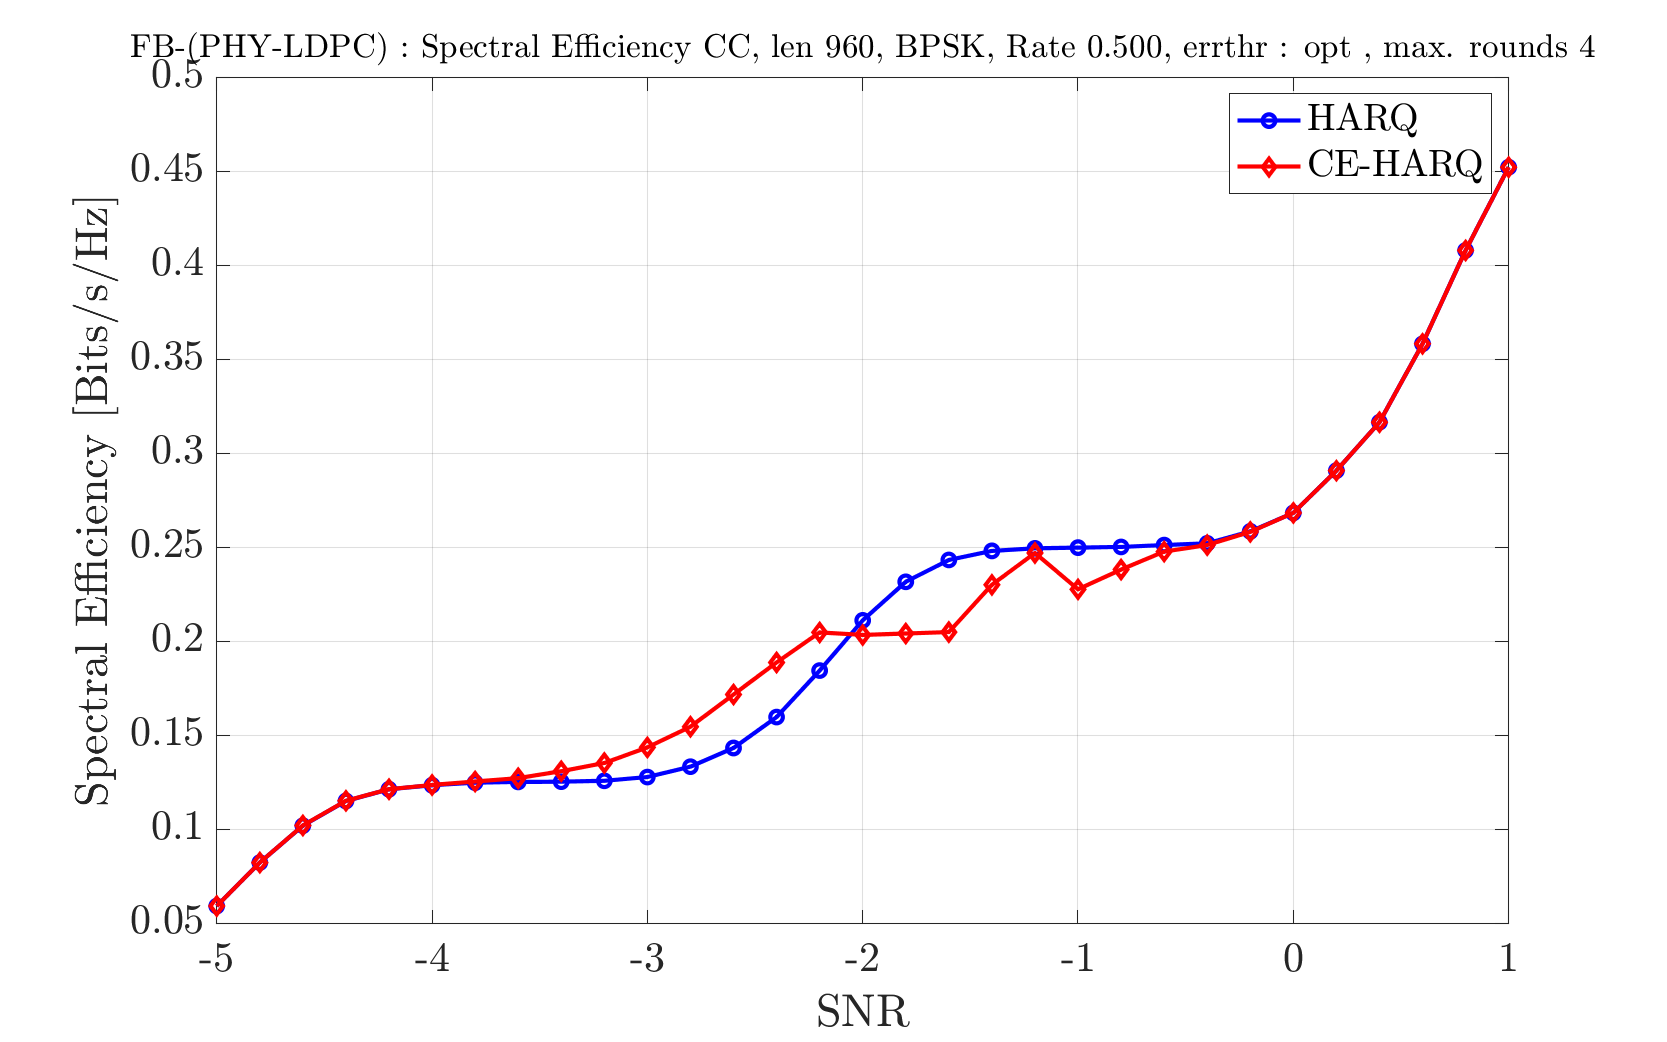 FB-(PHY-LDPC) : Spectral Efficiency CC, len 960, BPSK, Rate 0.500, errthr : opt , max. rounds 4
HARQ
CE-HARQ
Spectral Efficiency [Bits/s/Hz]
0.5
0.45
0.4
0.35
0.3
0.25
0.2
0.15
0.1
0.05
-5 -4 -3 -2 -1 0 1
SNR